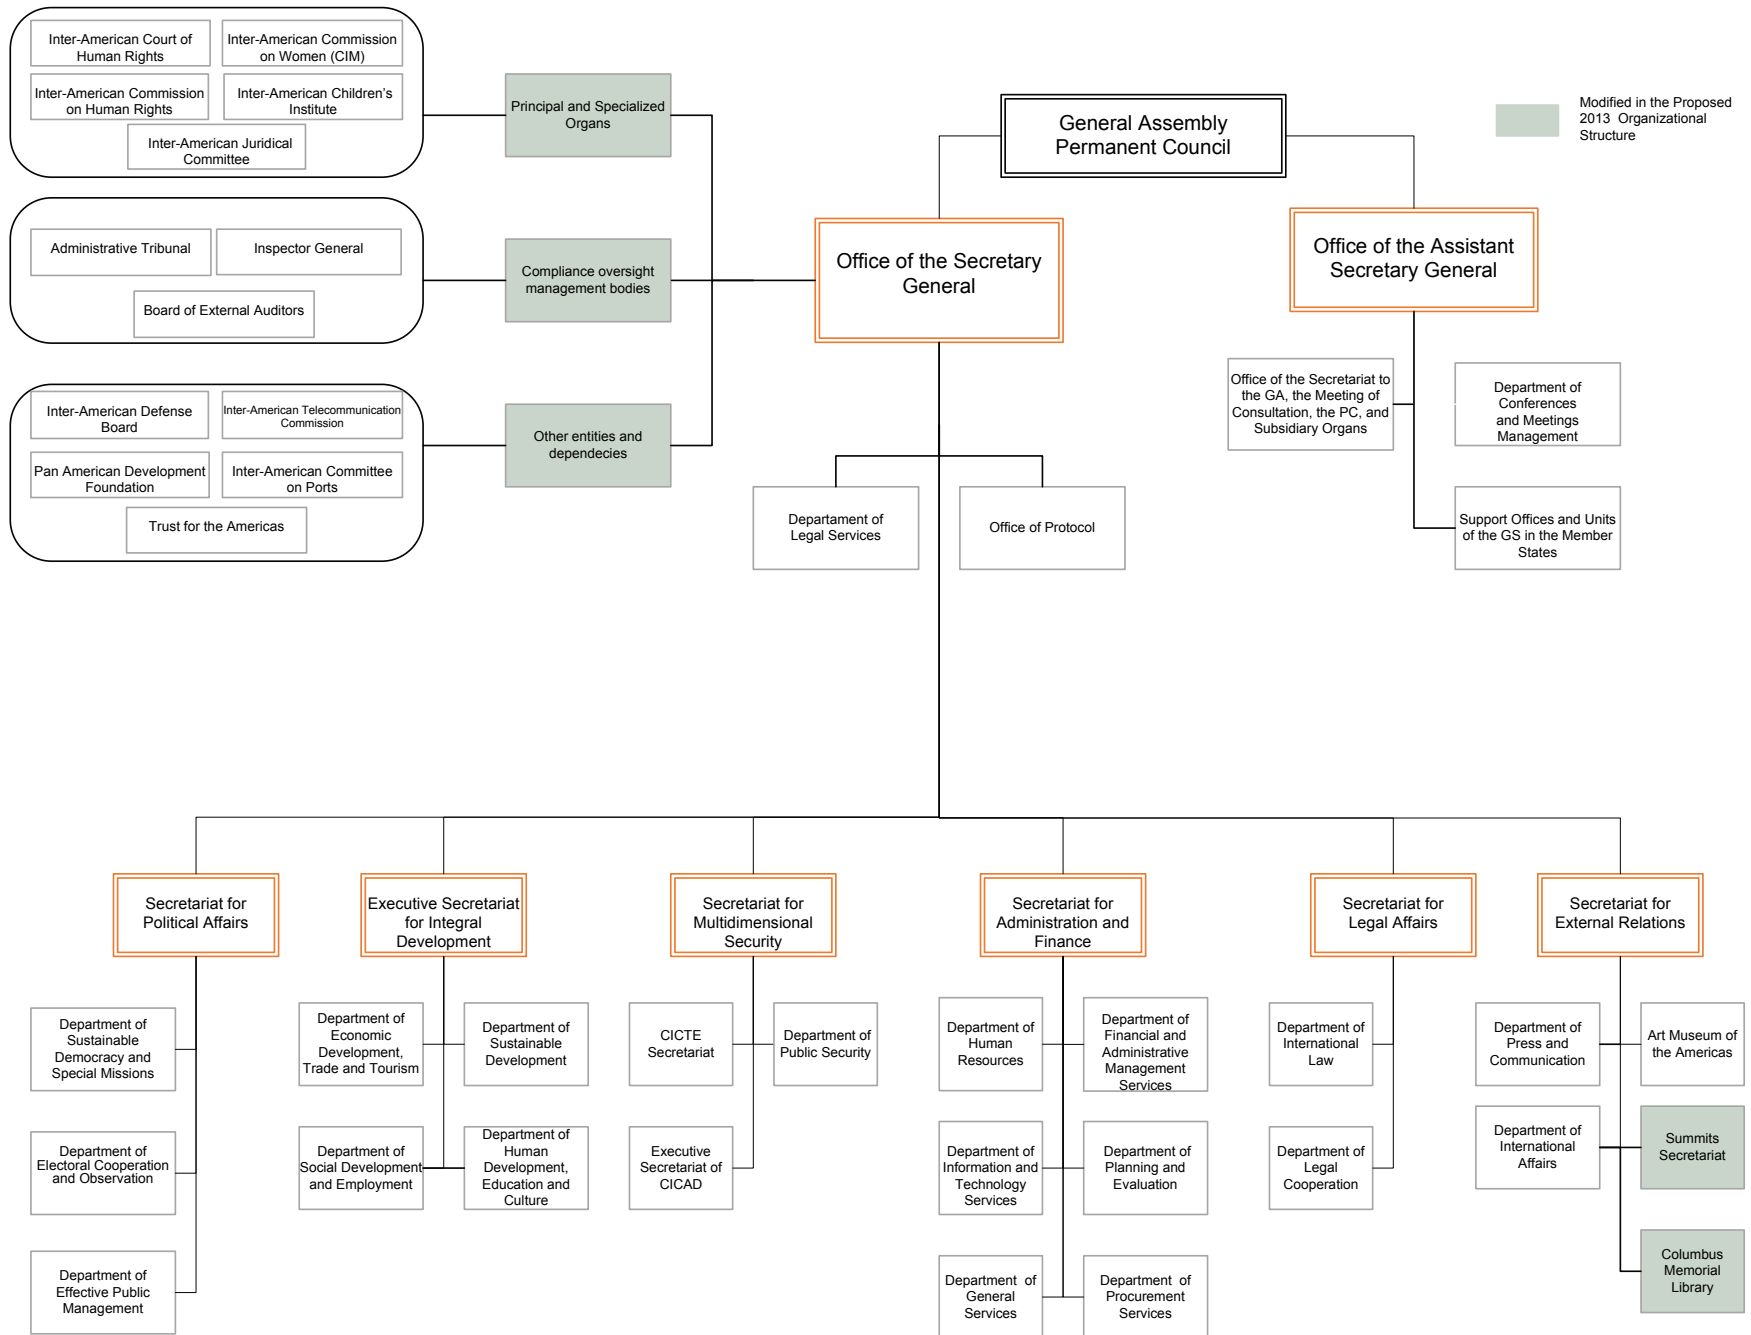 Inter-American Court of
Human Rights
Inter-American Commission
on Women (CIM)
Inter-American Commission
on Human Rights
Inter-American Children's
Institute
Inter-American Juridical
Committee
Principal and Specialized
Organs
General Assembly
Permanent Council
Modified in the Proposed
2013 Organizational
Structure
Administrative Tribunal
Inspector General
Board of External Auditors
Compliance oversight
management bodies
Office of the Secretary
General
Office of the Assistant
Secretary General
Inter-American Defense
Board
Inter-American Telecommunication
Commission
Pan American Development
Foundation
Inter-American Committee
on Ports
Trust for the Americas
Other entities and
dependecies
Office of the Secretariat to
the GA, the Meeting of
Consultation, the PC, and
Subsidiary Organs
Department of
Conferences
and Meetings
Management
Departament of
Legal Services
Office of Protocol
Support Offices and Units
of the GS in the Member
States
Secretariat for
Political Affairs
Executive Secretariat
for Integral
Development
Secretariat for
Multidimensional
Security
Secretariat for
Administration and
Finance
Secretariat for
Legal Affairs
Secretariat for
External Relations
Department of
Sustainable
Democracy and
Special Missions
Department of
Economic
Development,
Trade and Tourism
Department of
Sustainable
Development
CICTE
Secretariat
Department of
Public Security
Department of
Human
Resources
Department of
Financial and
Administrative
Management
Services
Department of
International
Law
Department of
Press and
Communication
Art Museum of
the Americas
Department of
Electoral Cooperation
and Observation
Department of
Social Development
and Employment
Department of
Human
Development,
Education and
Culture
Executive
Secretariat of
CICAD
Department of
Information and
Technology
Services
Department of
Planning and
Evaluation
Department of
Legal
Cooperation
Department of
International
Affairs
Summits
Secretariat
Department of
Effective Public
Management
Department of
General
Services
Department of
Procurement
Services
Columbus
Memorial
Library